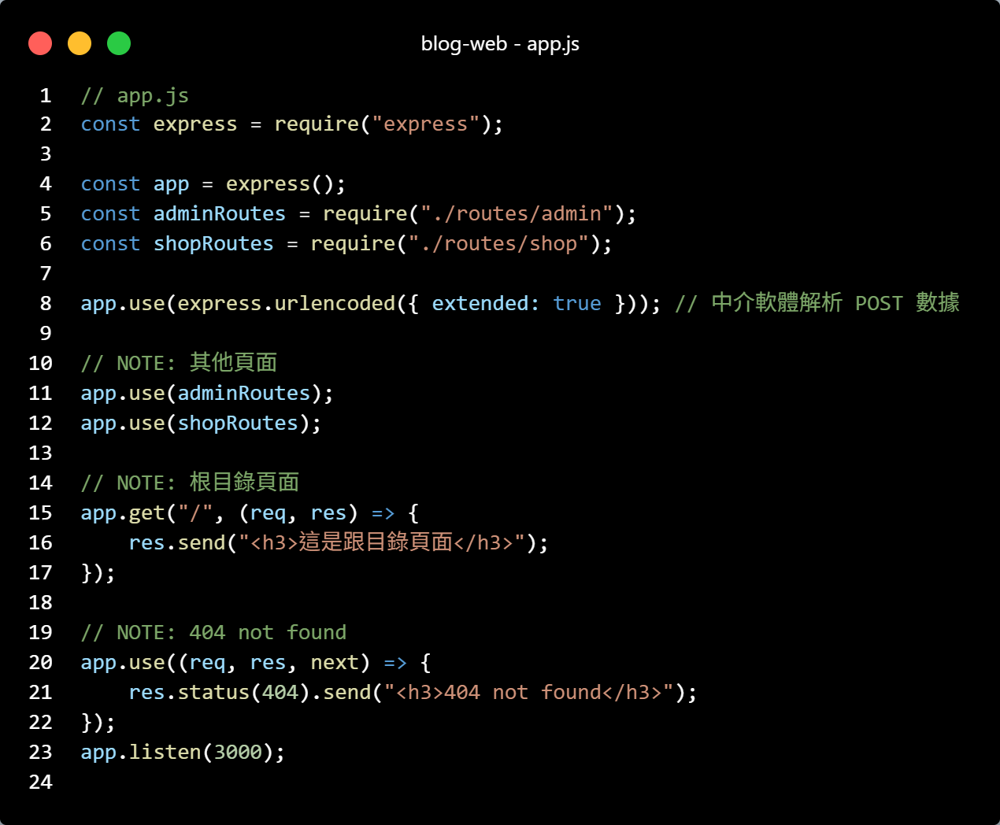 blog-web - app.js
1 // app.js
2 const express = require("express");
3
4 const app = express();
5 const adminRoutes = require("./routes/admin");
6 const shopRoutes = require("./routes/shop");
7
8 app.use(express.urlencoded({ extended: true })); // 中介軟體解析 POST 數據
9
10 // NOTE: 其他頁面
11 app.use(adminRoutes);
12 app.use(shopRoutes);
13
14 // NOTE: 根目錄頁面
15 app.get("/", (req, res) => {
16     res.send("<h3>這是跟目錄頁面</h3>");
17 });
18
19 // NOTE: 404 not found
20 app.use((req, res, next) => {
21     res.status(404).send("<h3>404 not found</h3>");
22 });
23 app.listen(3000);
24